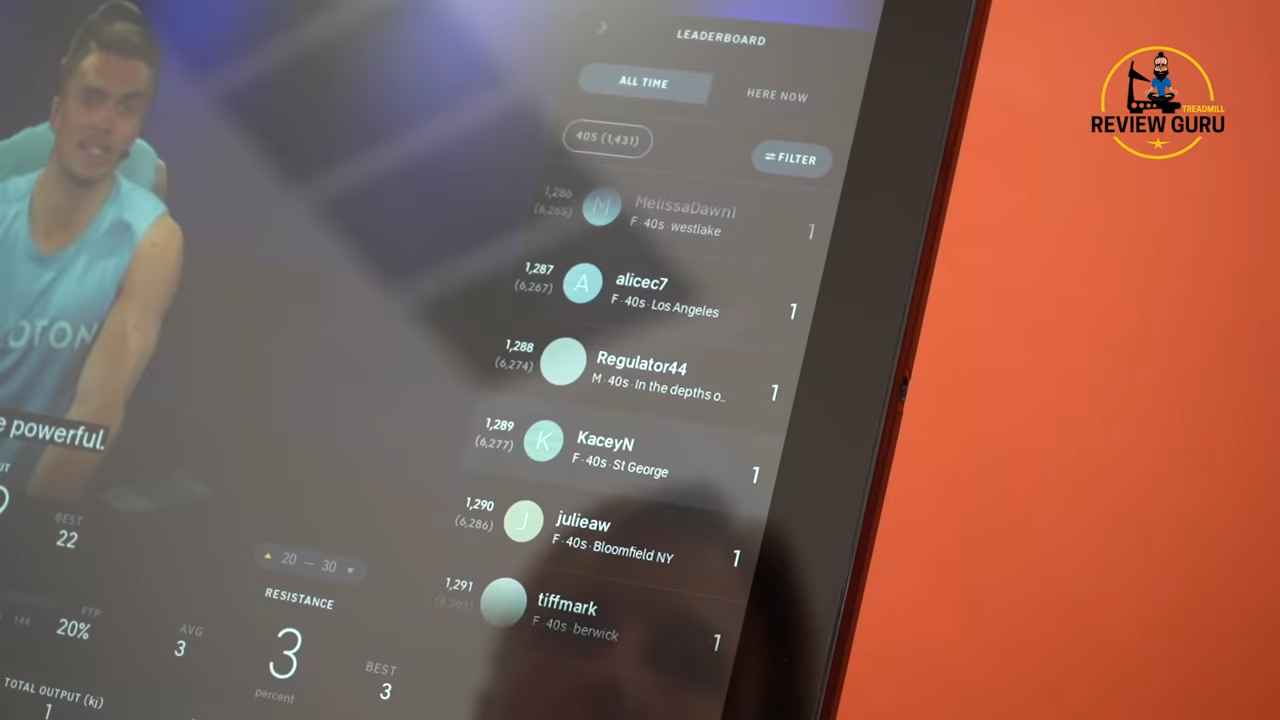 LEADERBOARD
ALL TIME
HERE NOW
40S (1,431)
FILTER
1,286
(6,265)
M
MelissaDawn1
F·40s·westlake
1
1,287
(6,267)
A
alicec7
F·40s·Los Angeles
1
1,288
(6,274)
Regulator44
M·40s·In the depths o...
1
1,289
(6,277)
K
KaceyN
F·40s·St George
1
1,290
(6,286)
J
julieaw
F·40s·Bloomfield NY
1
1,291
tiffmark
F·40s·berwick
1
OTON
e powerful.
UT
BEST
22
20 – 30
RESISTANCE
3
percent
AVG
3
BEST
3
144
FTP
20%
TOTAL OUTPUT (kj)
1
TREADMILL
REVIEW GURU